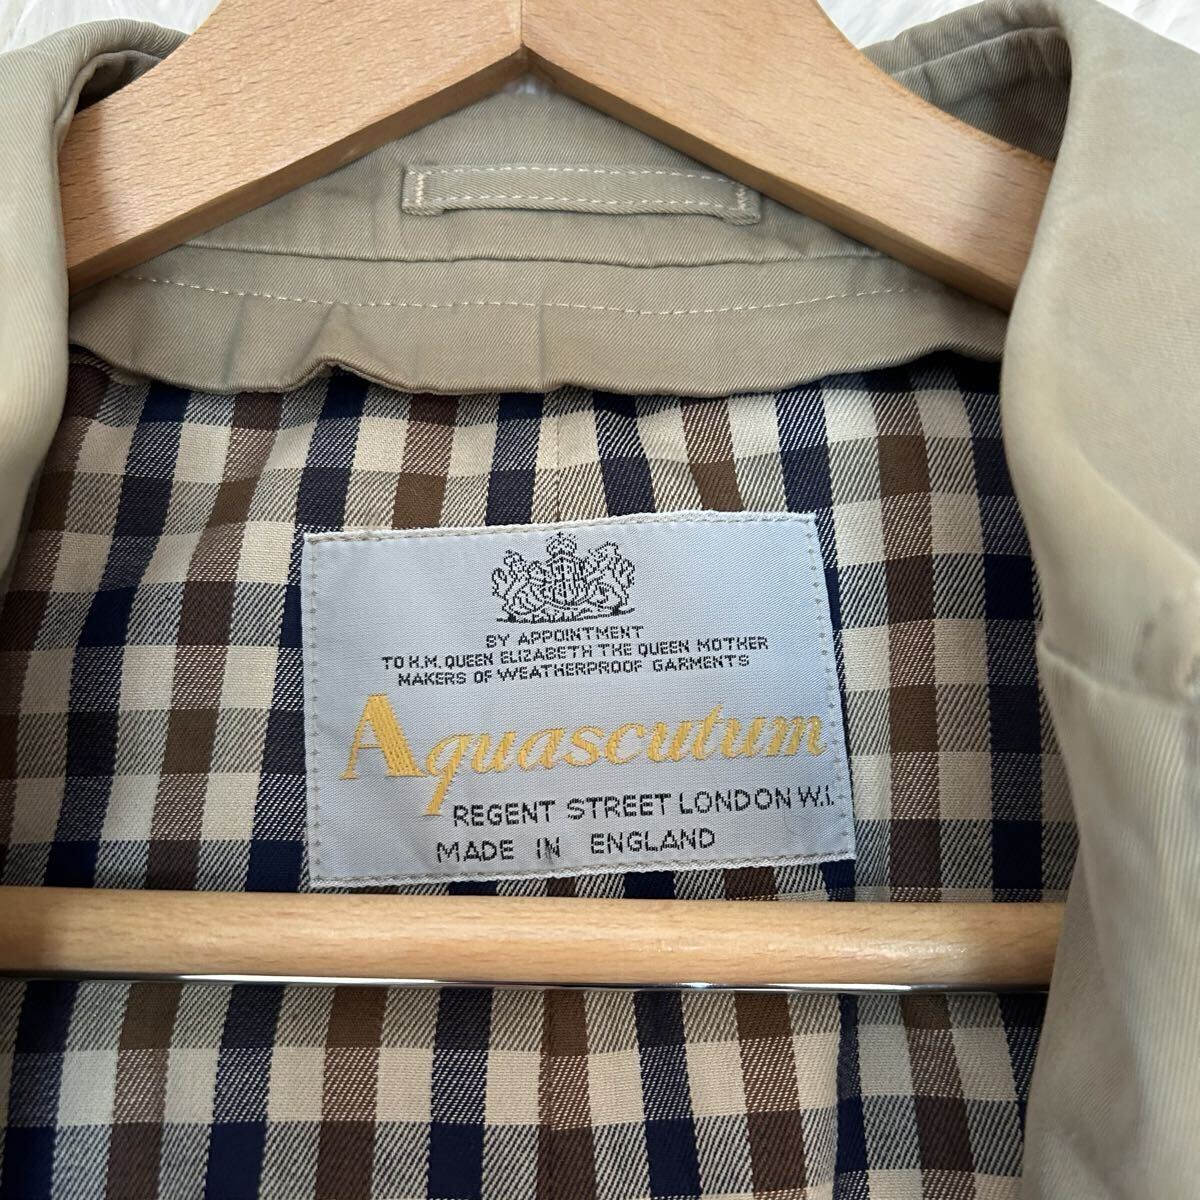 BY APPOINTMENT
TO H.M. QUEEN ELIZABETH THE QUEEN MOTHER
MAKERS OF WEATHERPROOF GARMENTS
Aquascutum
REGENT STREET LONDON W.1.
MADE IN ENGLAND